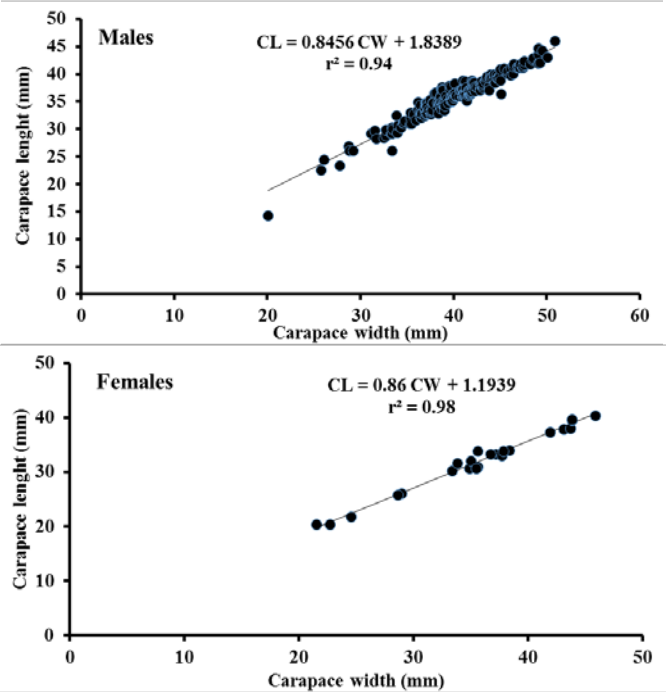 Males
CL = 0.8456 CW + 1.8389
r² = 0.94
Carapace lenght (mm)
50
45
40
35
30
25
20
15
10
5
0
0 10 20 30 40 50 60
Carapace width (mm)
Females
CL = 0.86 CW + 1.1939
r² = 0.98
Carapace lenght (mm)
50
40
30
20
10
0
0 10 20 30 40 50
Carapace width (mm)